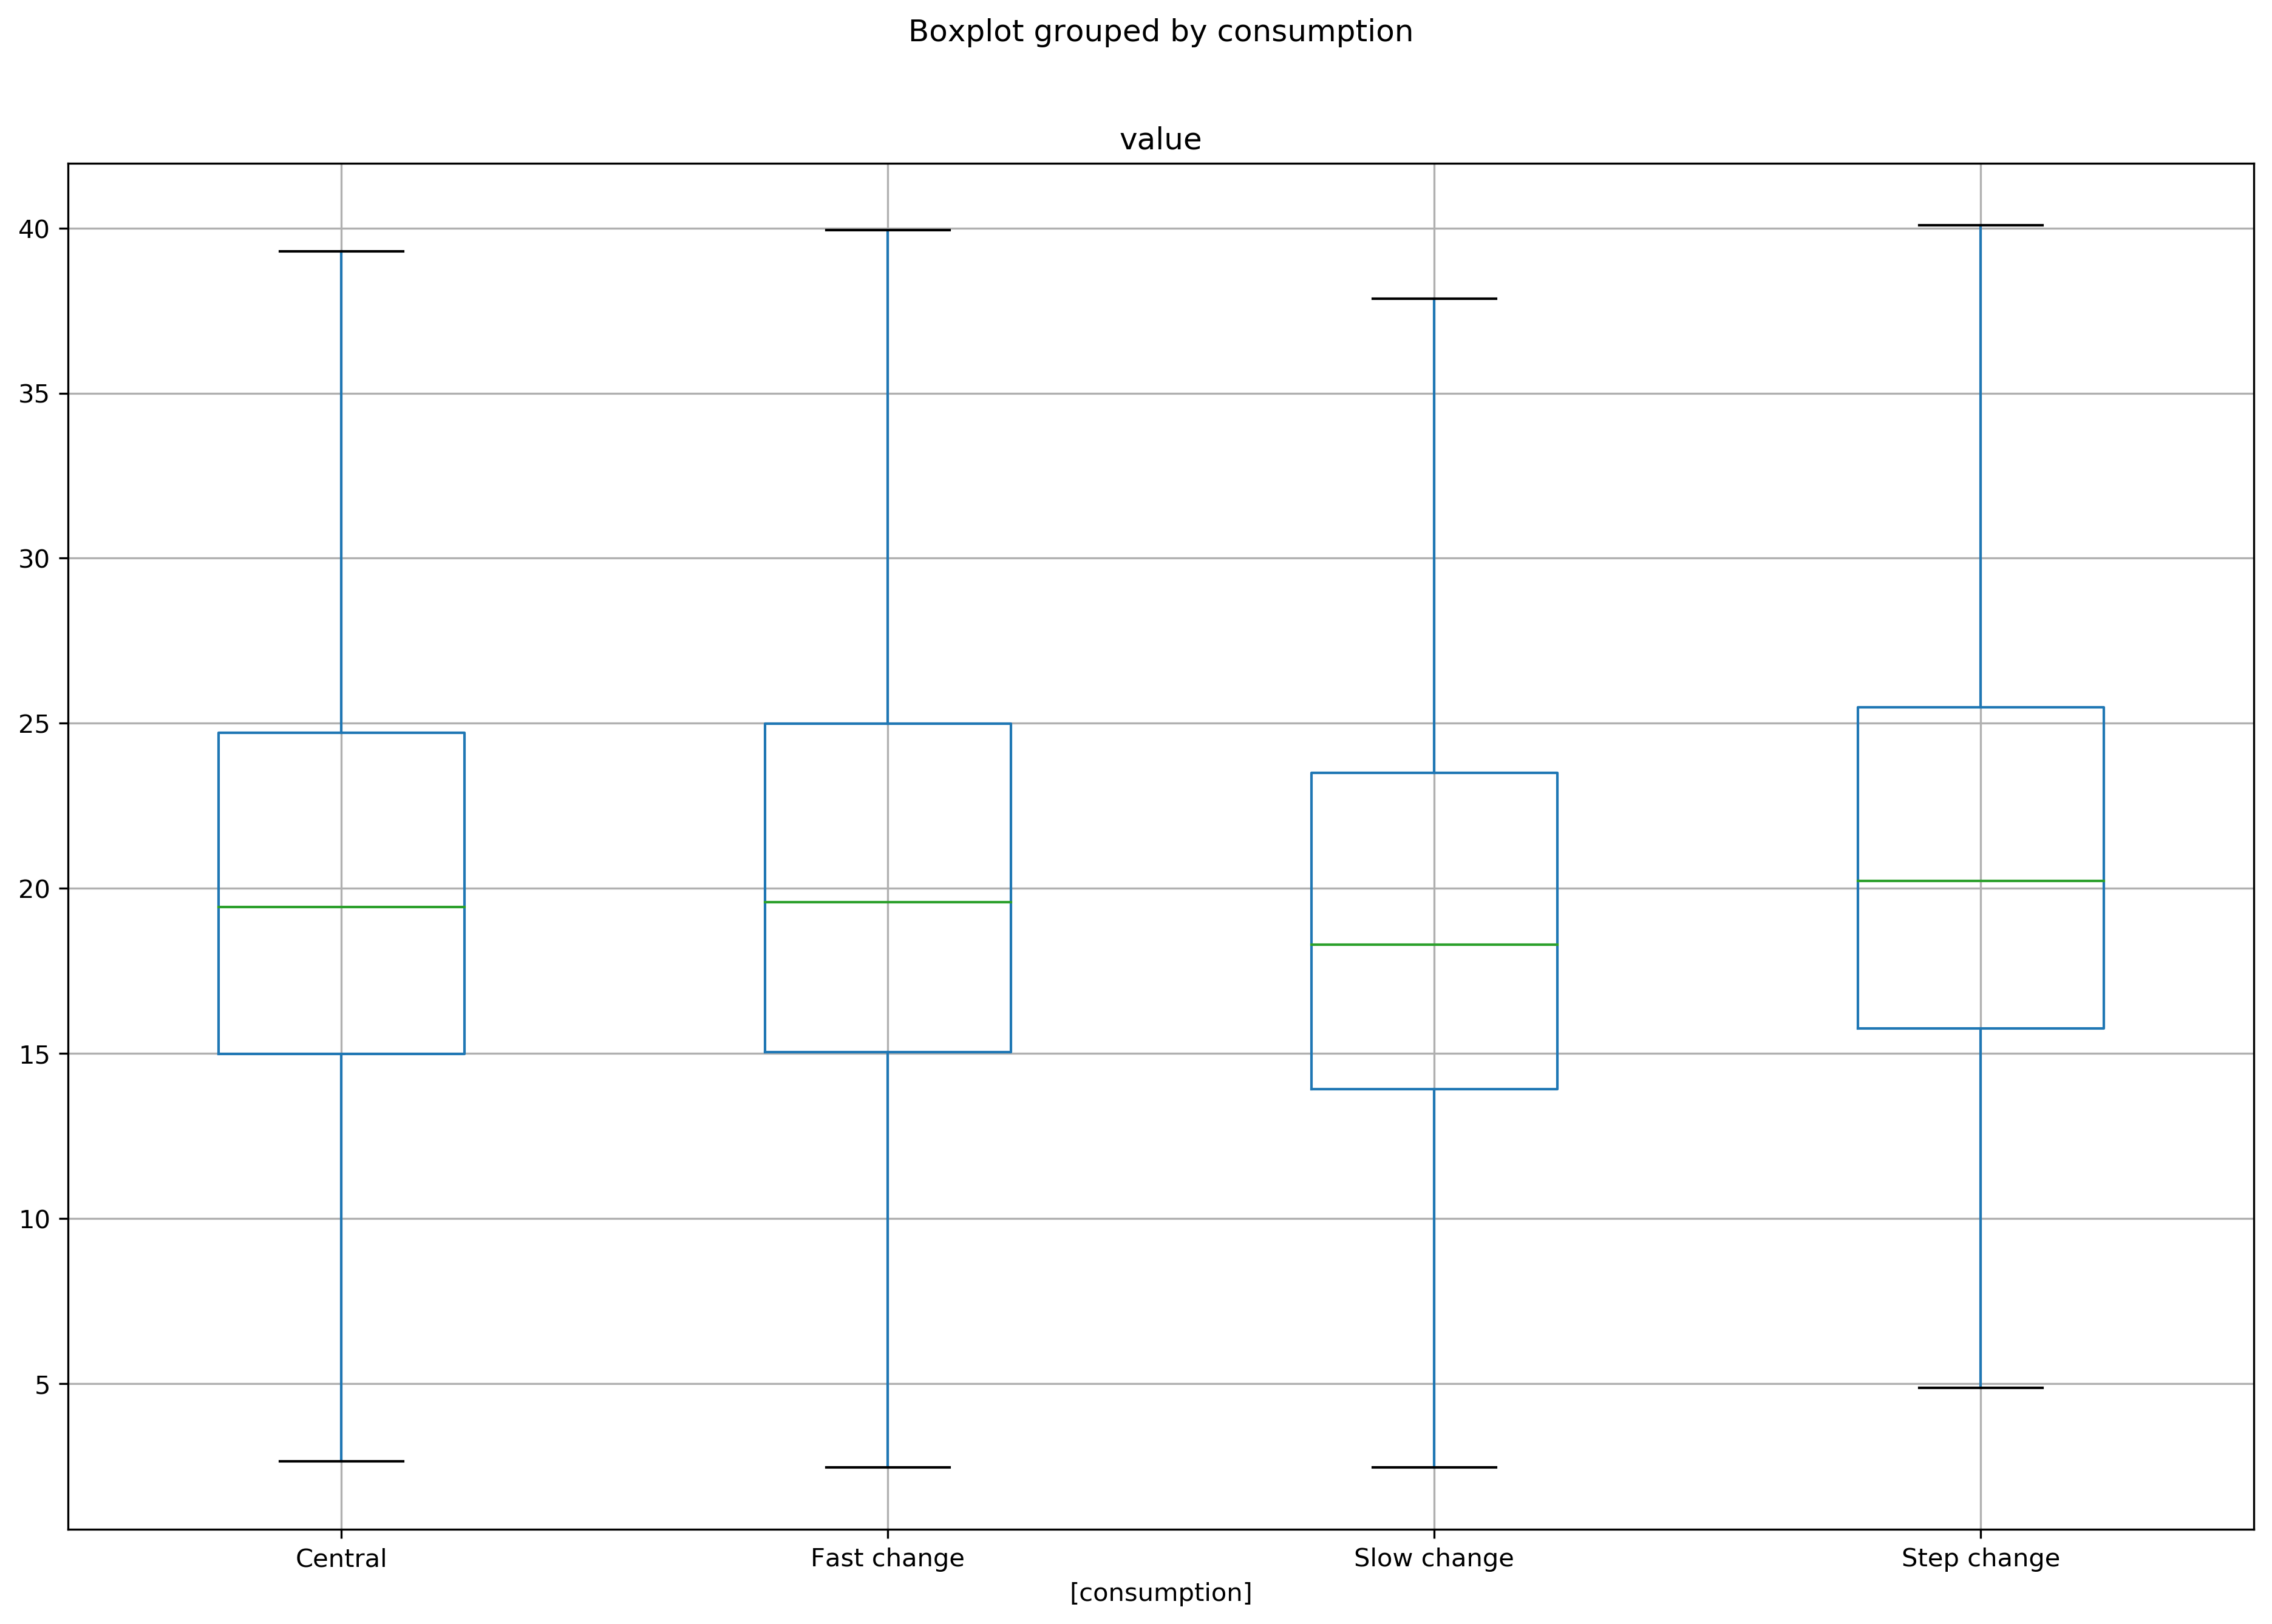 Boxplot grouped by consumption
value
40
35
30
25
20
15
10
5
Central Fast change Slow change Step change
[consumption]